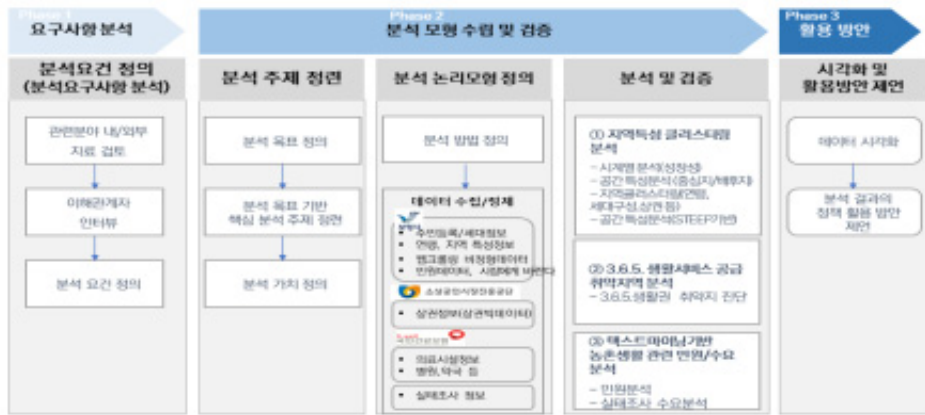 Phase 1
요구사항 분석
Phase 2
분석 모형 수립 및 검증
Phase 3
활용 방안
분석요건 정의
(분석요구사항 분석)
관련분야 내/외부
자료 검토
이해관계자
인터뷰
분석 요건 정의
분석 주제 정련
분석 목표 정의
분석 목표 기반
핵심 분석 주제 정련
분석 가치 정의
분석 논리모형 정의
분석 방법 정의
데이터 수집/정제
• 주민등록/세대정보
• 연령, 지역 특성정보
• 웹크롤링 비정형데이터
• 민원데이터, 시장에게 바란다
소상공인시장진흥공단
• 상권정보(상권빅데이터)
국민건강보험
• 의료시설정보
• 병원,약국 등
• 실태조사 정보
분석 및 검증
① 지역특성 클러스터링
분석
– 시계열 분석(성장성)
– 공간 특성분석(중심지/배후지)
– 지역클러스터링(연령,
세대구성,상면 등)
– 공간 특성분석(STEEP기반)
② 3.6.5. 생활서비스 공급
취약지역 분석
– 3.6.5.생활권 취약지 진단
③ 텍스트마이닝기반
농촌생활 관련 민원/수요
분석
– 민원분석
– 실태조사 수요분석
시각화 및
활용방안 제언
데이터 시각화
분석 결과의
정책 활용 방안
제언